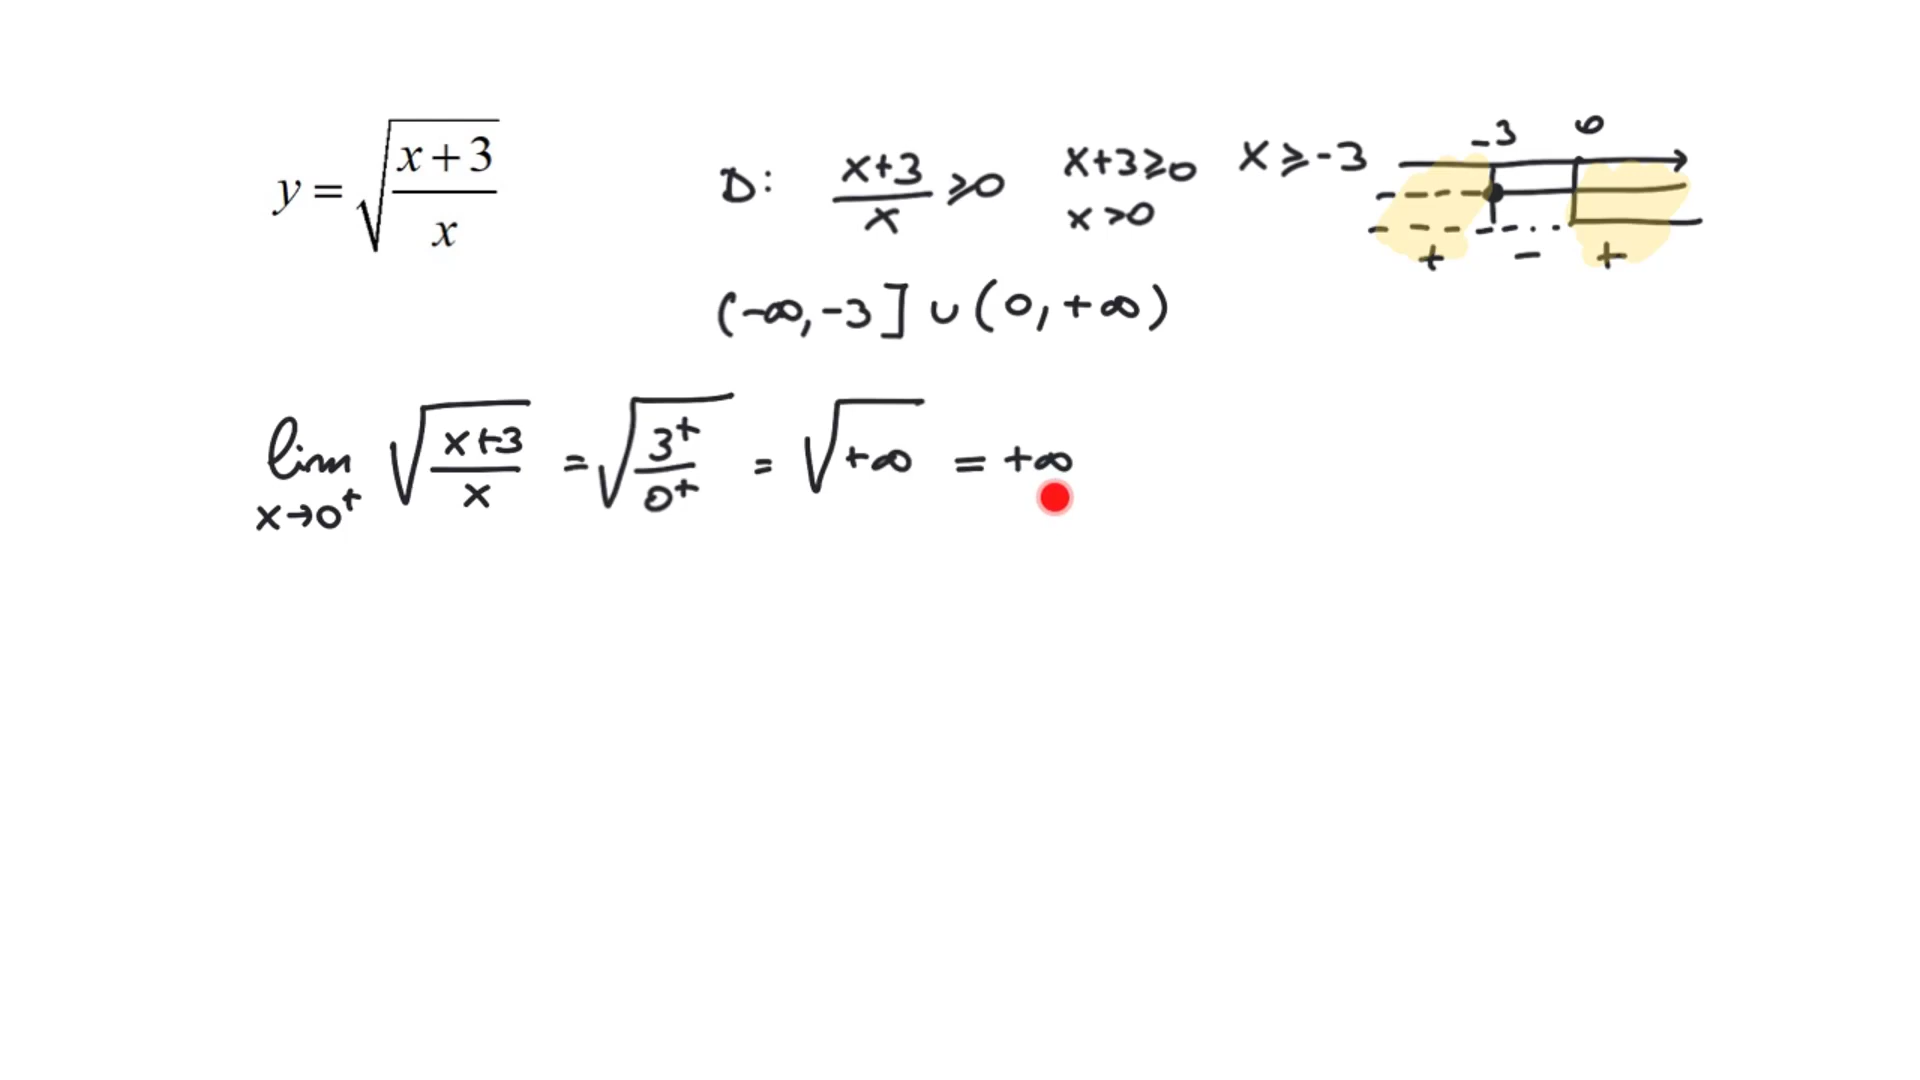 y = √((x+3)/x)
D: (x+3)/x ⩾ 0 x+3 ⩾ 0 x ⩾ -3
x > 0
-3 0
+ - +
(-∞, -3] ∪ (0, +∞)
lim x→0⁺ √((x+3)/x) = √(3⁺/0⁺) = √(+∞) = +∞